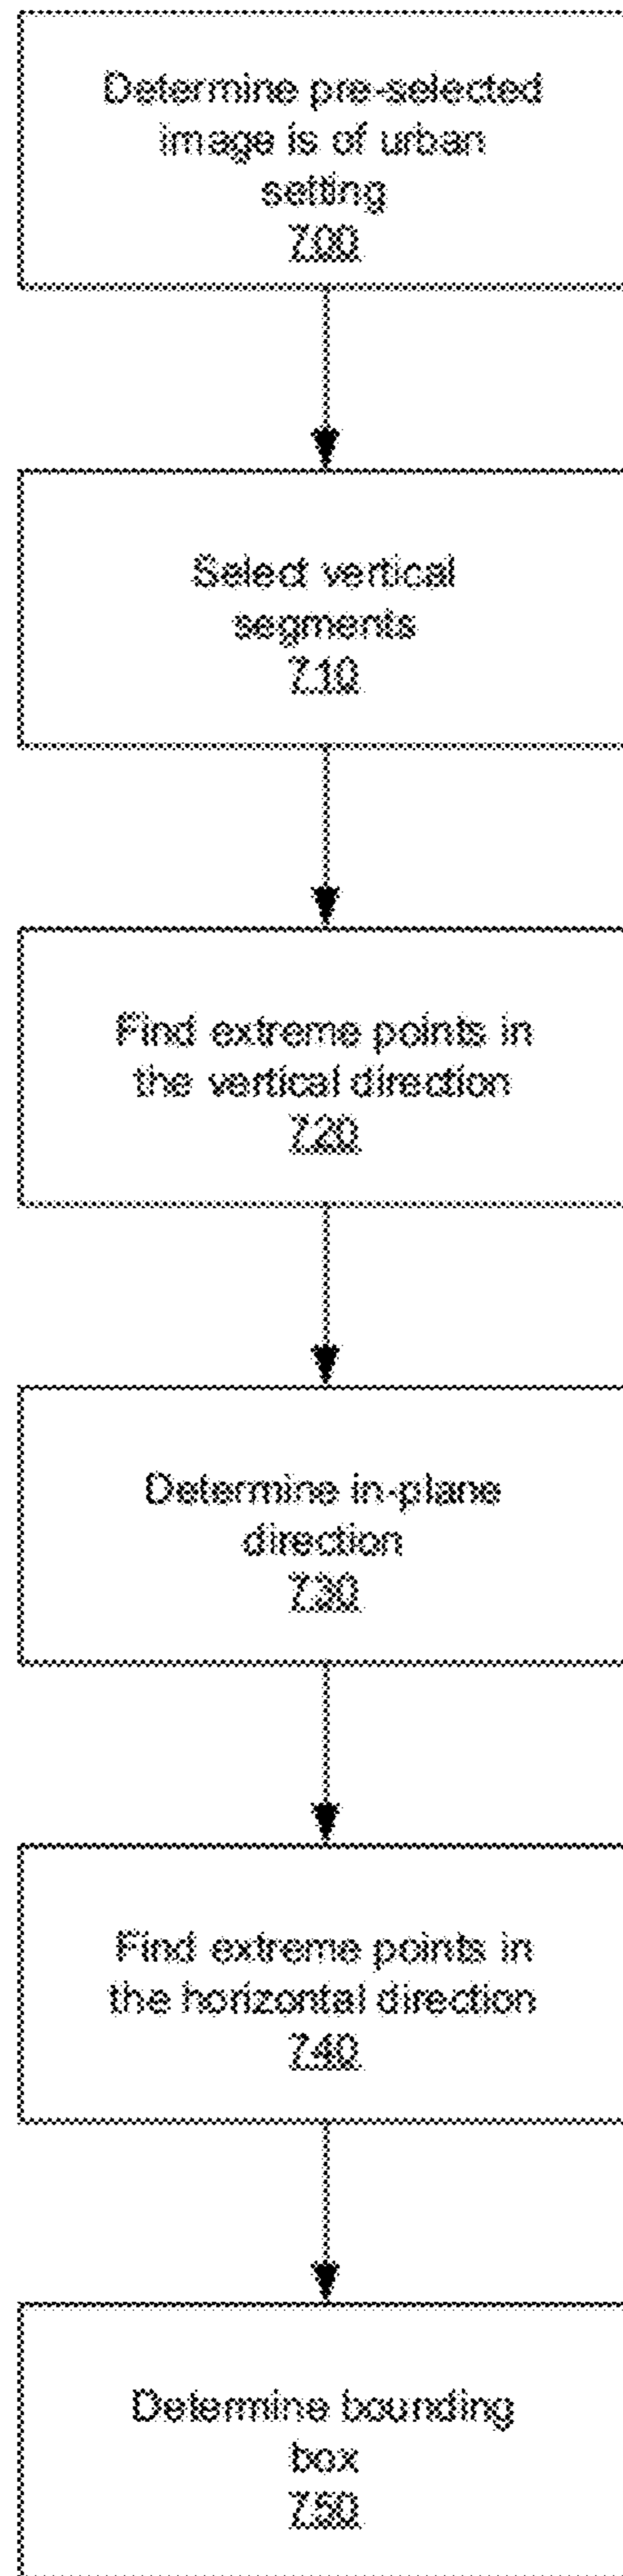 Determine pre-selected
image is of urban
setting
700
Select vertical
segments
710
Find extreme points in
the vertical direction
720
Determine in-plane
direction
730
Find extreme points in
the horizontal direction
740
Determine bounding
box
750